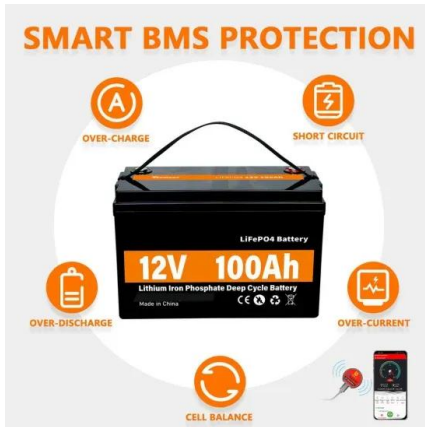 SMART BMS PROTECTION
OVER-CHARGE
SHORT CIRCUIT
LiFePO4 Battery
12V 100Ah
Lithium Iron Phosphate Deep Cycle Battery
Made in China
CE
OVER-DISCHARGE
OVER-CURRENT
CELL BALANCE